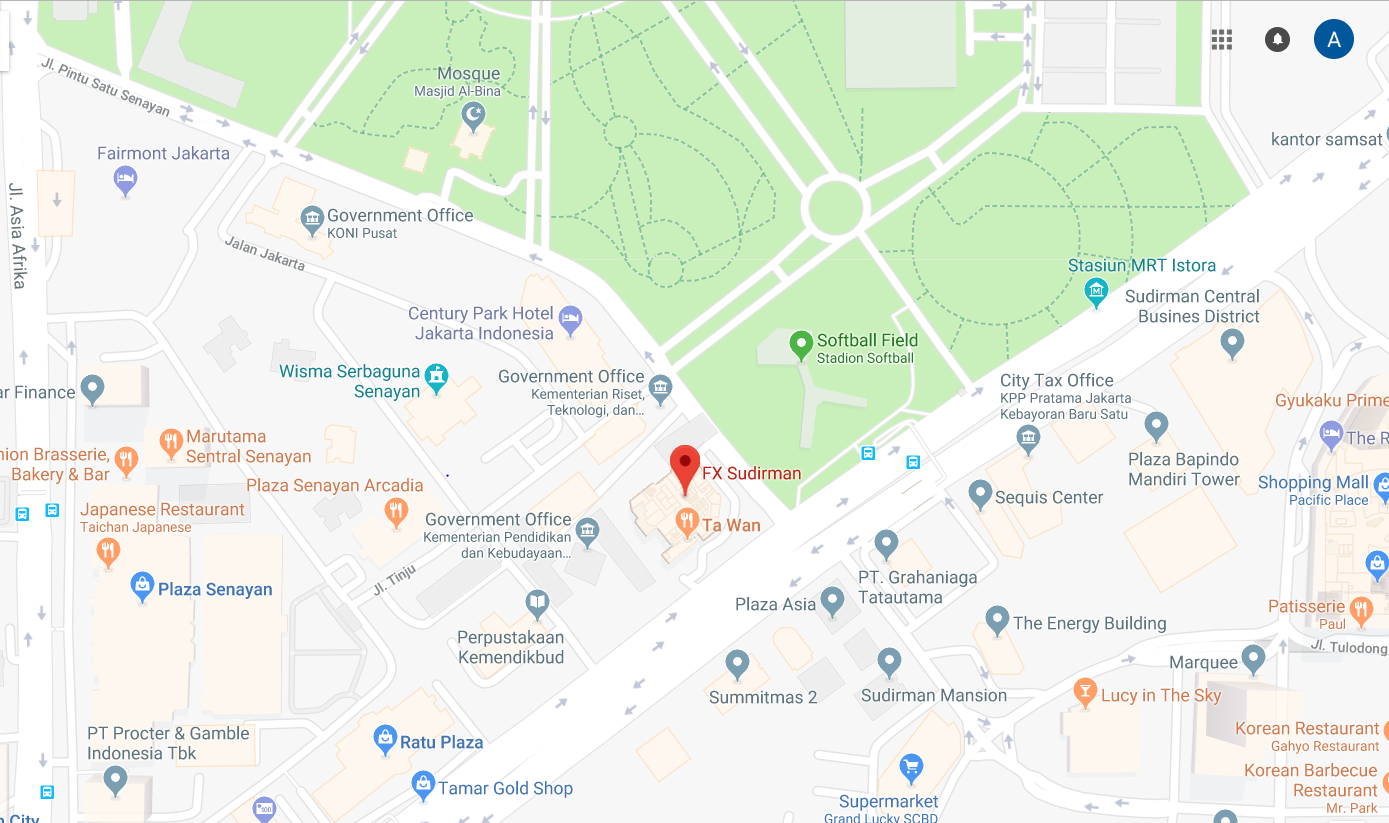 A
Jl. Pintu Satu Senayan
Mosque
Masjid Al-Bina
kantor samsat
Fairmont Jakarta
Jl. Asia Afrika
Government Office
KONI Pusat
Jalan Jakarta
Stasiun MRT Istora
Sudirman Central
Busines District
Century Park Hotel
Jakarta Indonesia
Softball Field
Stadion Softball
Wisma Serbaguna
Senayan
Government Office
Kementerian Riset,
Teknologi, dan...
City Tax Office
KPP Pratama Jakarta
Kebayoran Baru Satu
ar Finance
Gyukaku Prime
The R
Marutama
Sentral Senayan
nion Brasserie,
Bakery & Bar
Plaza Bapindo
Mandiri Tower
FX Sudirman
Plaza Senayan Arcadia
Shopping Mall
Pacific Place
Sequis Center
Japanese Restaurant
Taichan Japanese
Government Office
Kementerian Pendidikan
dan Kebudayaan...
Ta Wan
Jl. Tinju
PT. Grahaniaga
Tatautama
Plaza Senayan
Plaza Asia
Patisserie
Paul
The Energy Building
Perpustakaan
Kemendikbud
Jl. Tulodong
Marquee
Summitmas 2
Sudirman Mansion
Lucy in The Sky
PT Procter & Gamble
Indonesia Tbk
Ratu Plaza
Korean Restaurant
Gahyo Restaurant
Korean Barbecue
Restaurant
Mr. Park
Tamar Gold Shop
Supermarket
Grand Lucky SCBD
n City